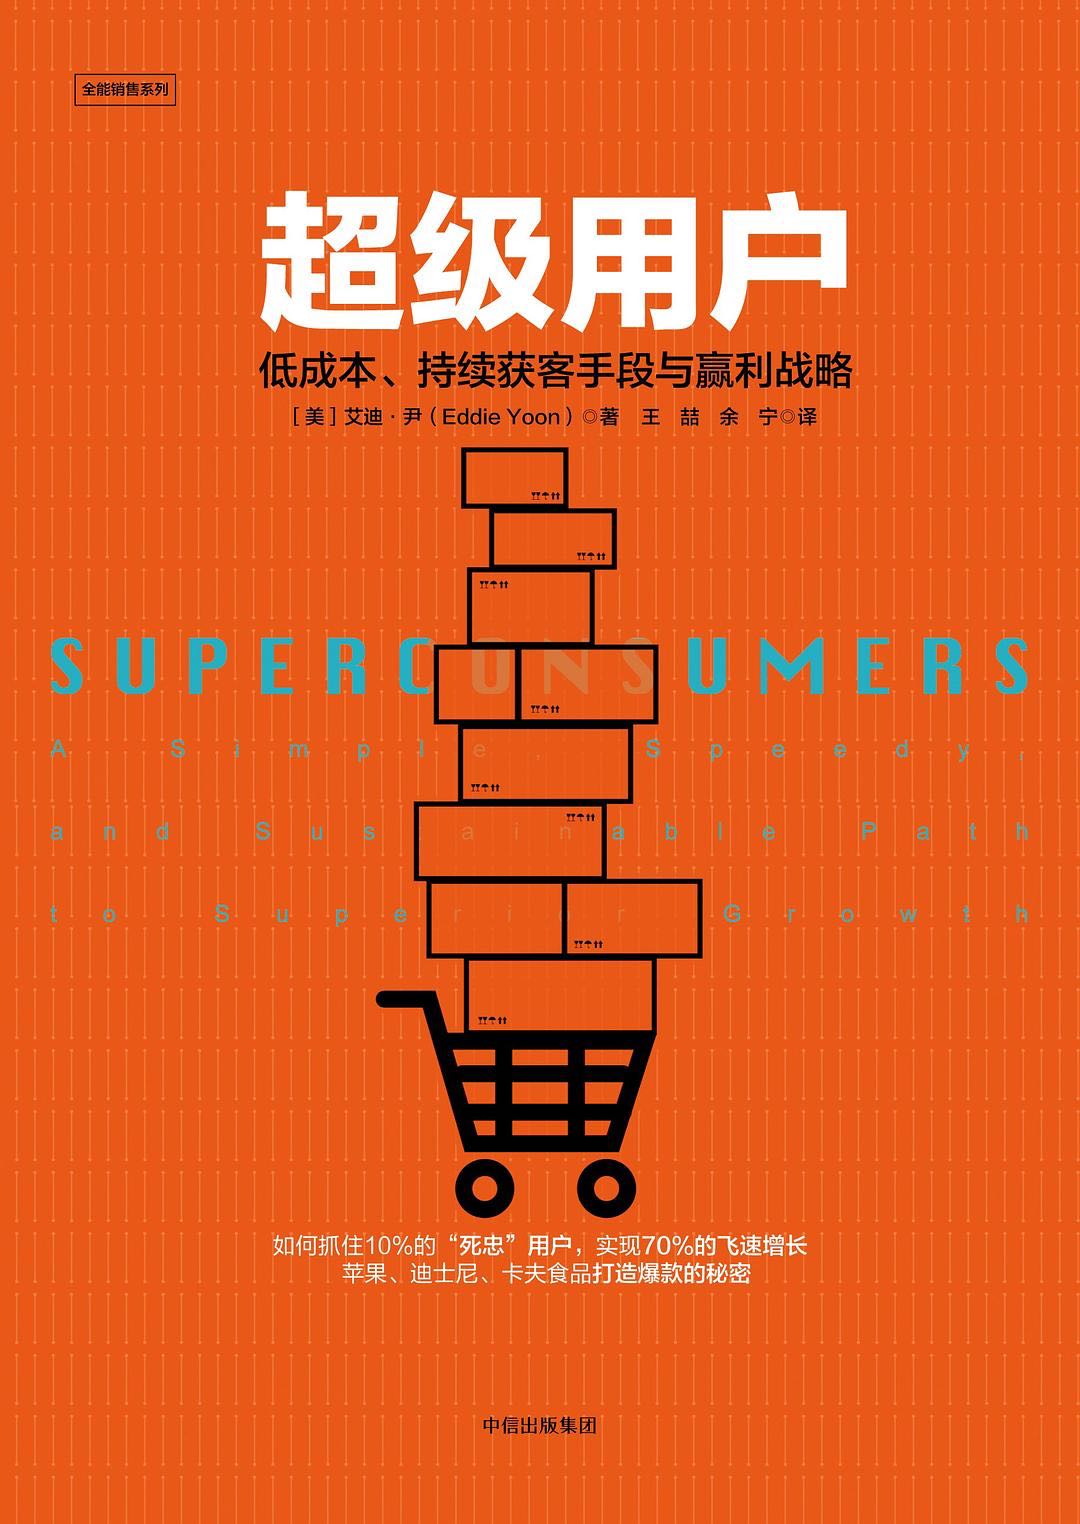 全能销售系列
超级用户
低成本、持续获客手段与赢利战略
［美］艾迪·尹（Eddie Yoon）◎著 王 喆 余 宁◎译
SUPERCONSUMERS
A Simple, Speedy,
and Sustainable Path
to Superior Growth
如何抓住10%的“死忠”用户，实现70%的飞速增长
苹果、迪士尼、卡夫食品打造爆款的秘密
中信出版集团